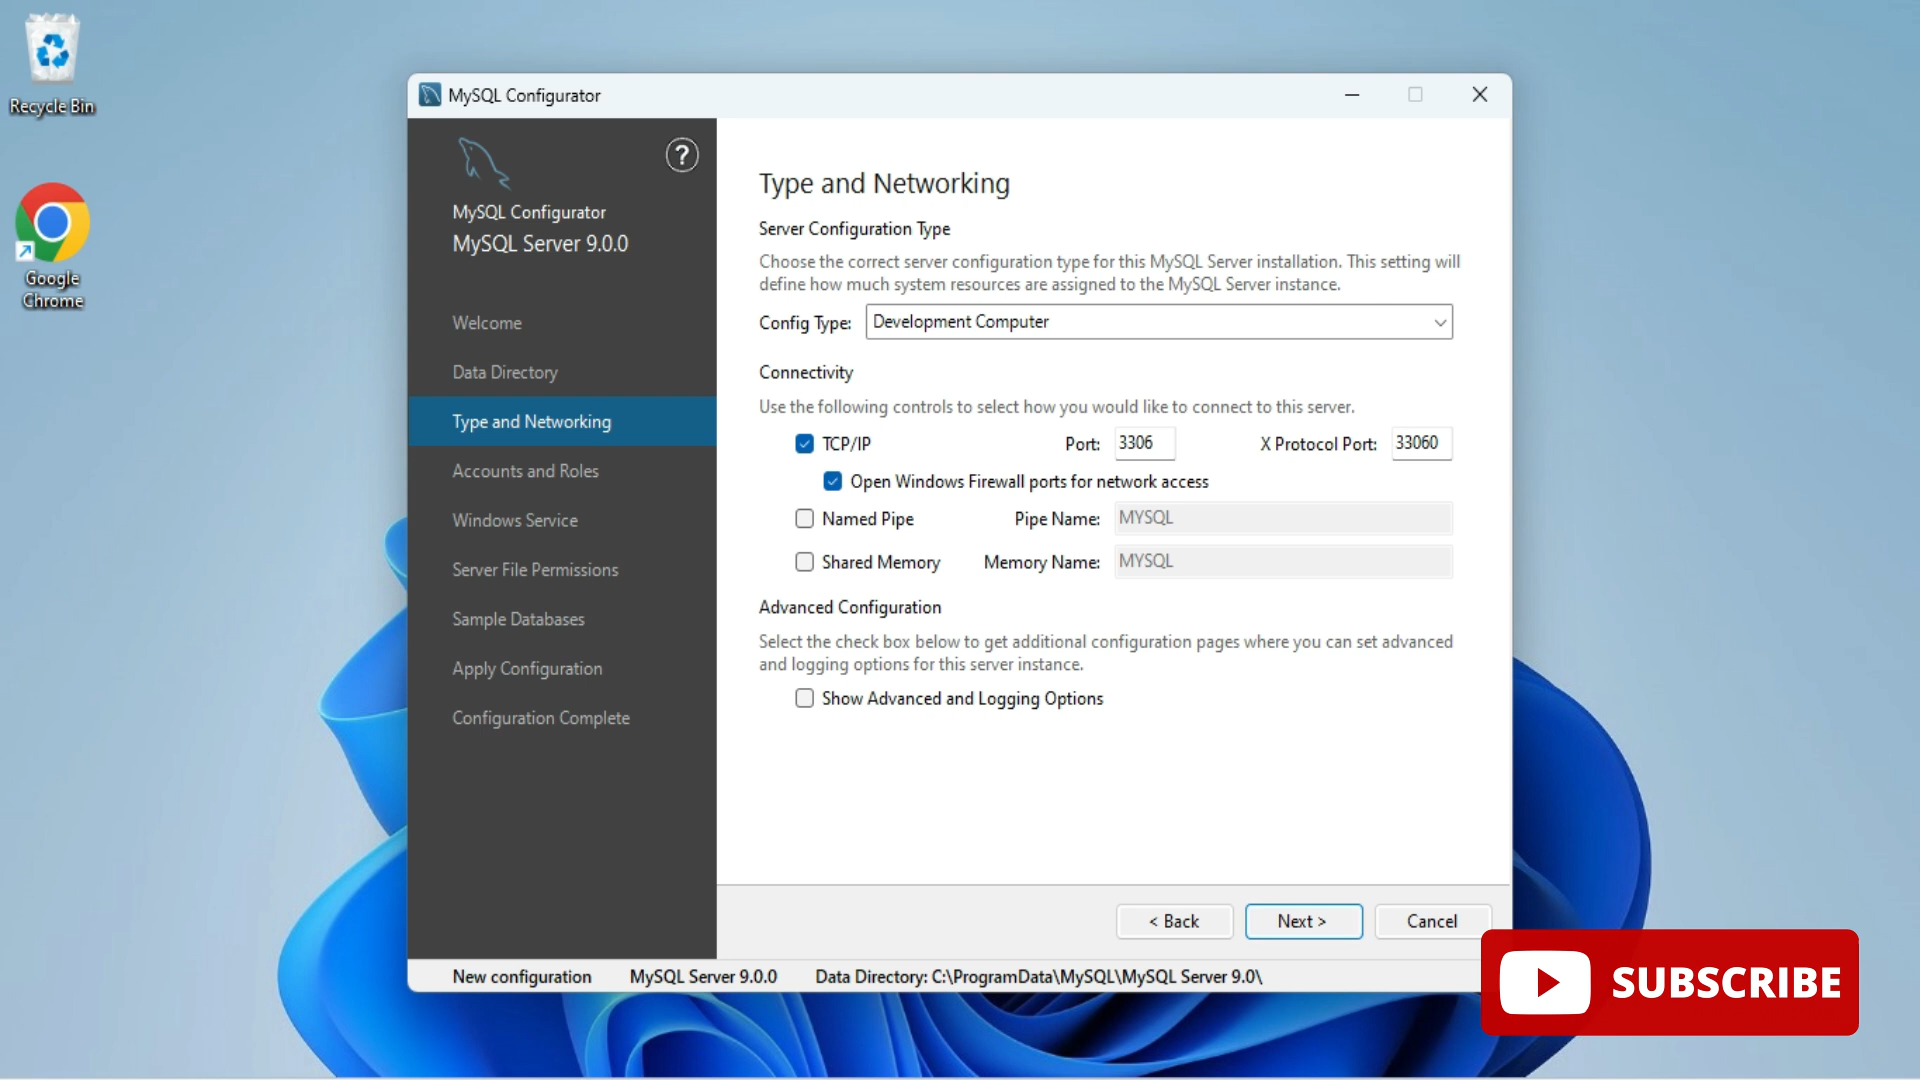 Recycle Bin
Google
Chrome
MySQL Configurator
?
MySQL Configurator
MySQL Server 9.0.0
Welcome
Data Directory
Type and Networking
Accounts and Roles
Windows Service
Server File Permissions
Sample Databases
Apply Configuration
Configuration Complete
Type and Networking
Server Configuration Type
Choose the correct server configuration type for this MySQL Server installation. This setting will
define how much system resources are assigned to the MySQL Server instance.
Config Type: Development Computer
Connectivity
Use the following controls to select how you would like to connect to this server.
TCP/IP Port: 3306 X Protocol Port: 33060
Open Windows Firewall ports for network access
Named Pipe Pipe Name: MYSQL
Shared Memory Memory Name: MYSQL
Advanced Configuration
Select the check box below to get additional configuration pages where you can set advanced
and logging options for this server instance.
Show Advanced and Logging Options
< Back Next > Cancel
New configuration MySQL Server 9.0.0 Data Directory: C:\ProgramData\MySQL\MySQL Server 9.0\
SUBSCRIBE